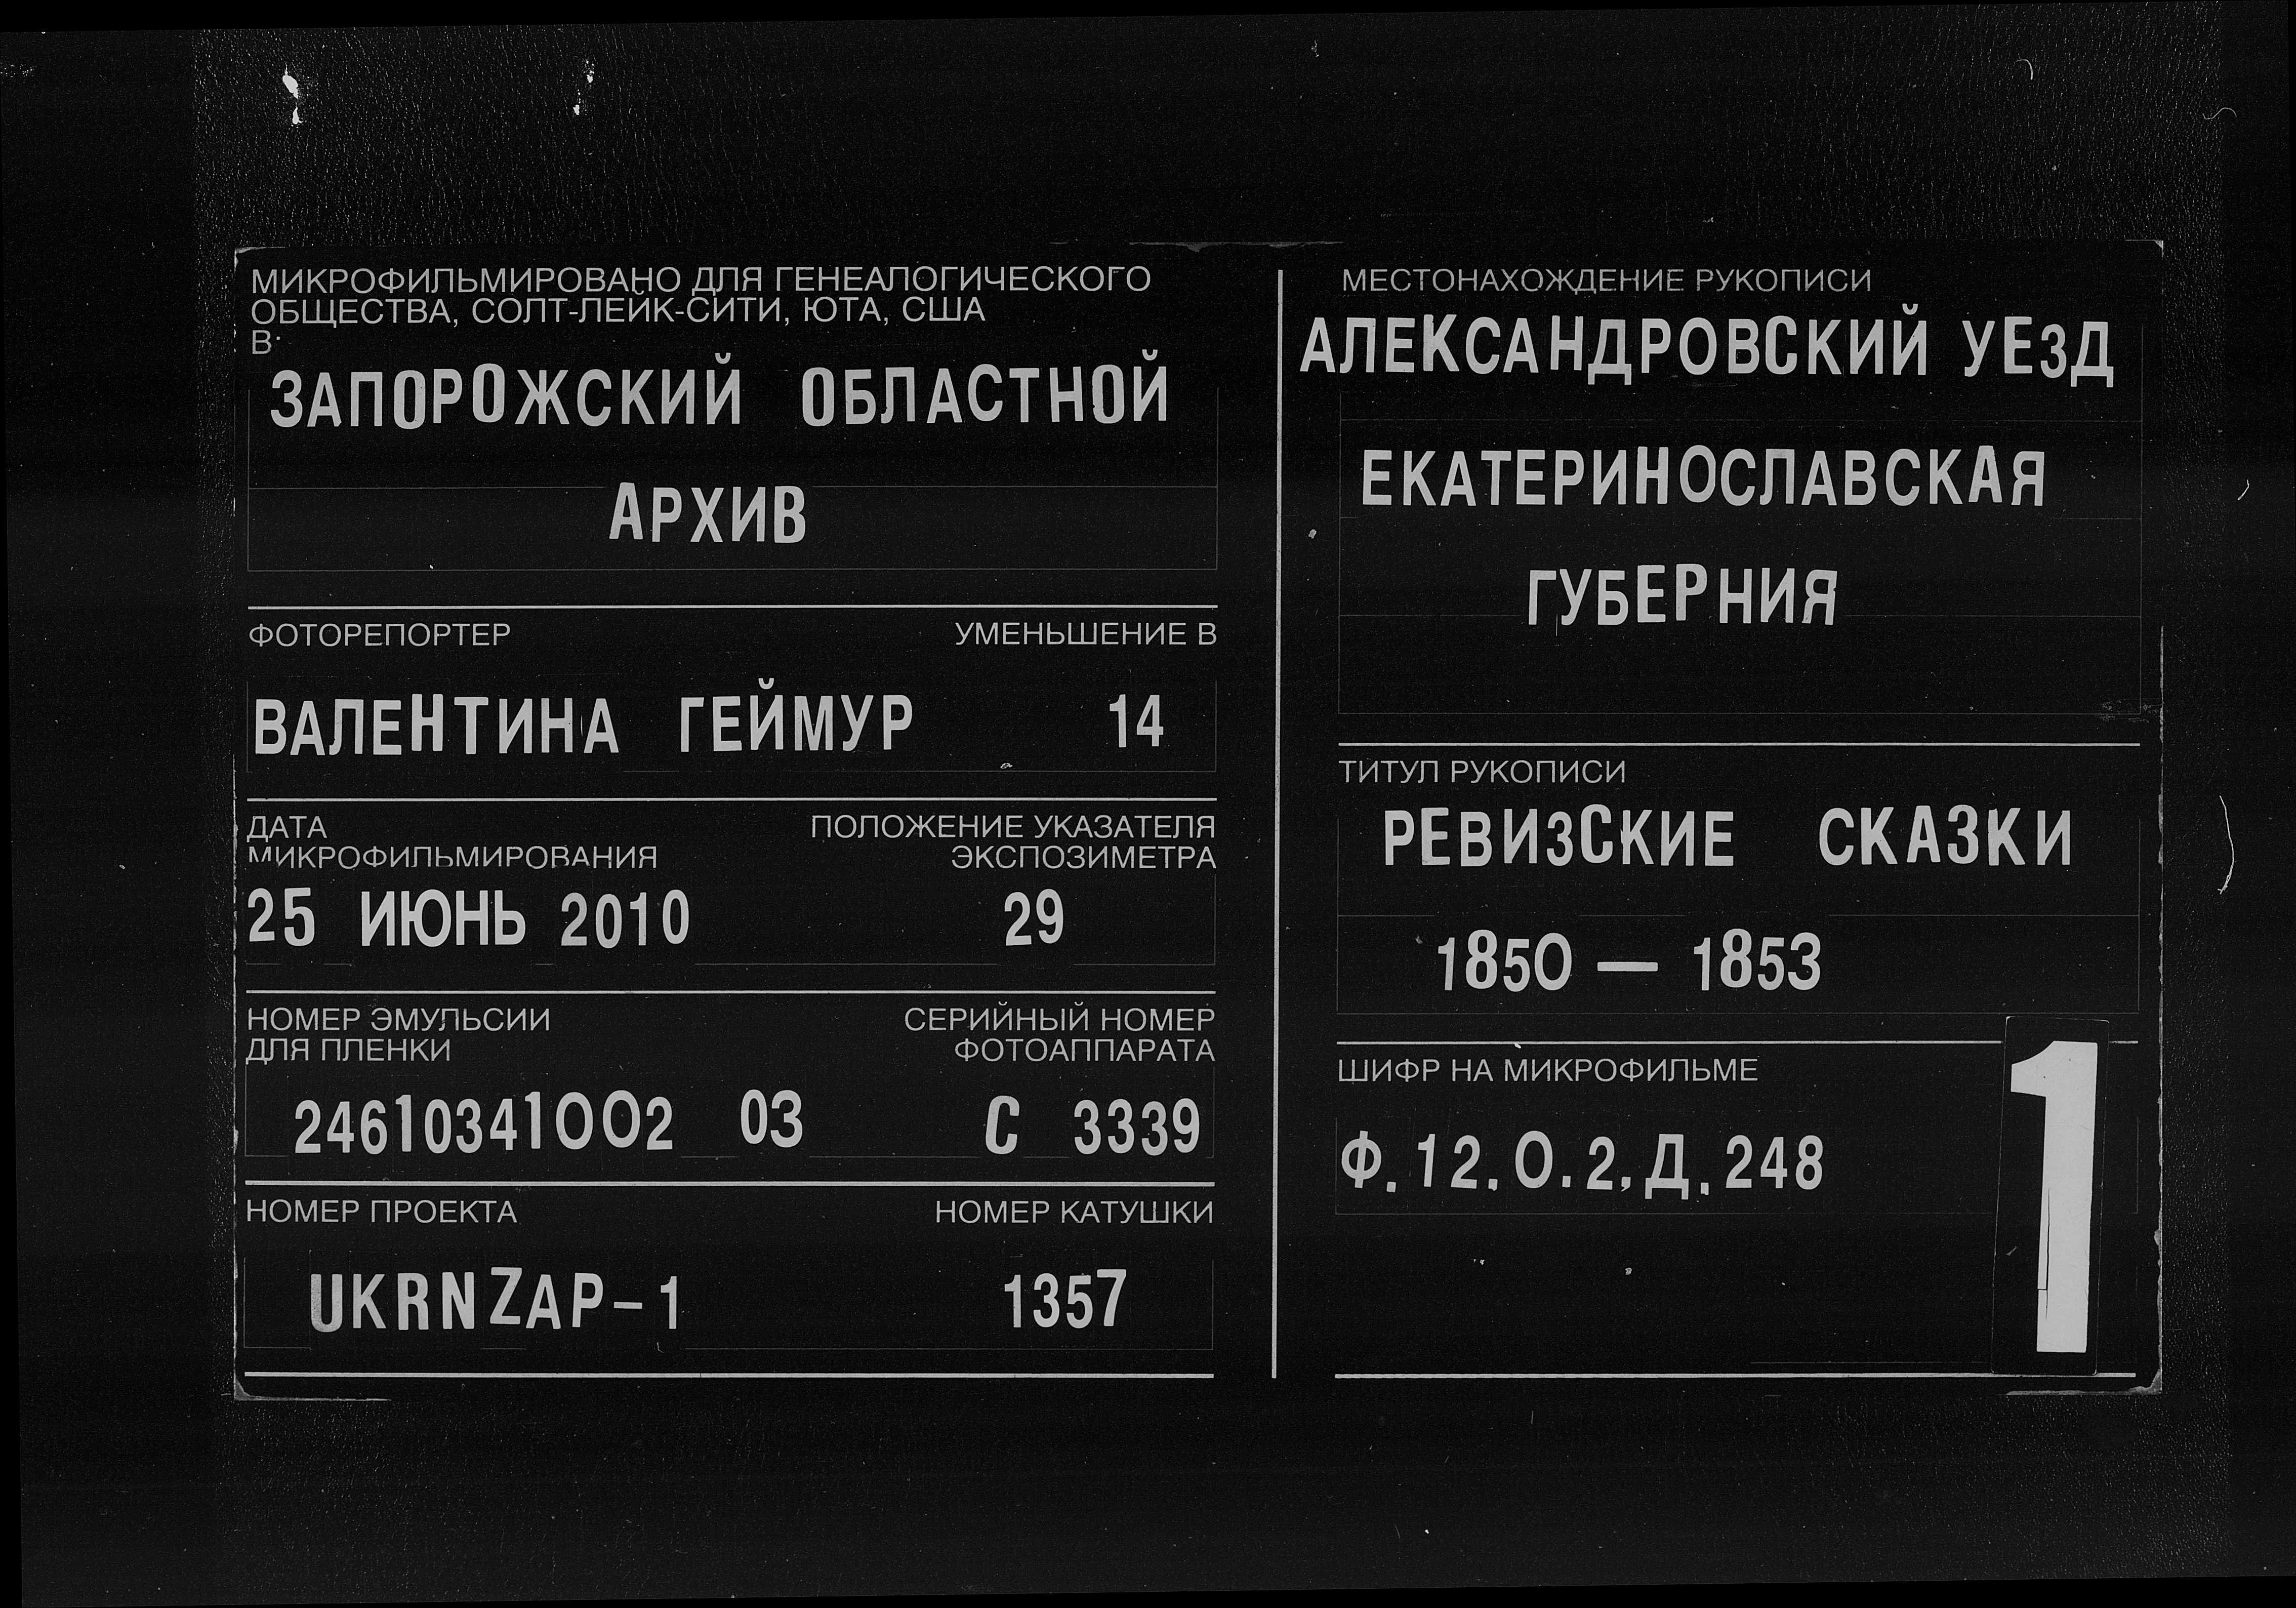 МИКРОФИЛЬМИРОВАНО ДЛЯ ГЕНЕАЛОГИЧЕСКОГО
ОБЩЕСТВА, СОЛТ-ЛЕЙК-СИТИ, ЮТА, США
В
ЗАПОРОЖСКИЙ ОБЛАСТНОЙ
АРХИВ
ФОТОРЕПОРТЕР
УМЕНЬШЕНИЕ В
ВАЛЕНТИНА ГЕЙМУР
14
ДАТА
МИКРОФИЛЬМИРОВАНИЯ
ПОЛОЖЕНИЕ УКАЗАТЕЛЯ
ЭКСПОЗИМЕТРА
25 ИЮНЬ 2010
29
НОМЕР ЭМУЛЬСИИ
ДЛЯ ПЛЕНКИ
СЕРИЙНЫЙ НОМЕР
ФОТОАППАРАТА
24610341002 03
С 3339
НОМЕР ПРОЕКТА
НОМЕР КАТУШКИ
UKRNZAP-1
1357
МЕСТОНАХОЖДЕНИЕ РУКОПИСИ
АЛЕКСАНДРОВСКИЙ УЕЗД
ЕКАТЕРИНОСЛАВСКАЯ
ГУБЕРНИЯ
ТИТУЛ РУКОПИСИ
РЕВИЗСКИЕ СКАЗКИ
1850 — 1853
ШИФР НА МИКРОФИЛЬМЕ
Ф.12.О.2,Д.248
1